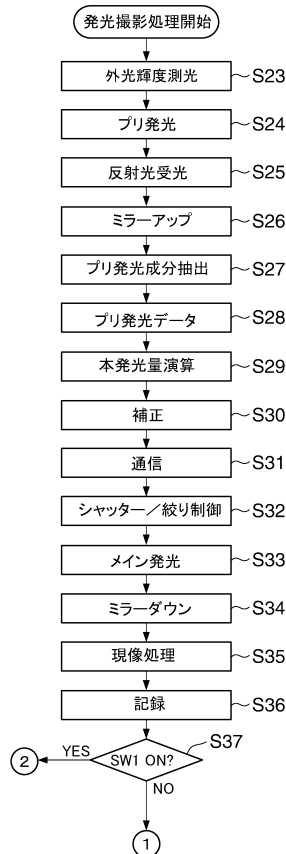 発光撮影処理開始
外光輝度測光 S23
プリ発光 S24
反射光受光 S25
ミラーアップ S26
プリ発光成分抽出 S27
プリ発光データ S28
本発光量演算 S29
補正 S30
通信 S31
シャッター／絞り制御 S32
メイン発光 S33
ミラーダウン S34
現像処理 S35
記録 S36
S37
2 YES SW1 ON?
NO
1